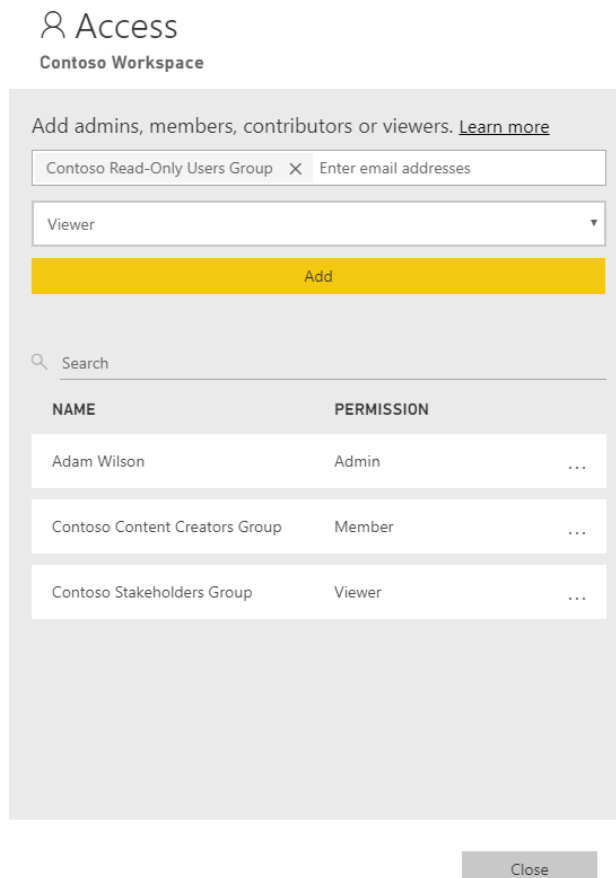 Access
Contoso Workspace
Add admins, members, contributors or viewers. Learn more
Contoso Read-Only Users Group × Enter email addresses
Viewer
Add
Search
NAME PERMISSION
Adam Wilson Admin ...
Contoso Content Creators Group Member ...
Contoso Stakeholders Group Viewer ...
Close